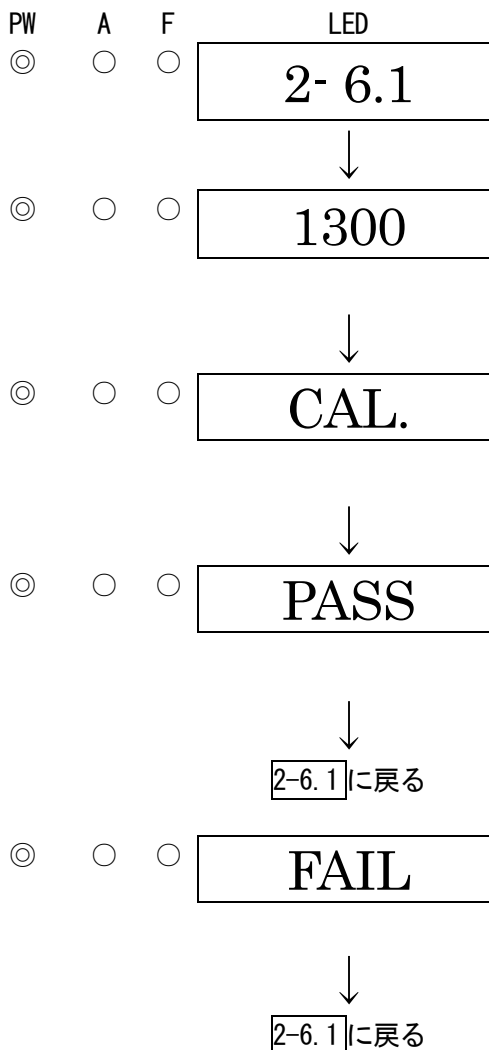 PW A F LED
◎ ○ ○ 2- 6.1
↓
◎ ○ ○ 1300
↓
◎ ○ ○ CAL.
↓
◎ ○ ○ PASS
↓
2-6.1に戻る
◎ ○ ○ FAIL
↓
2-6.1に戻る